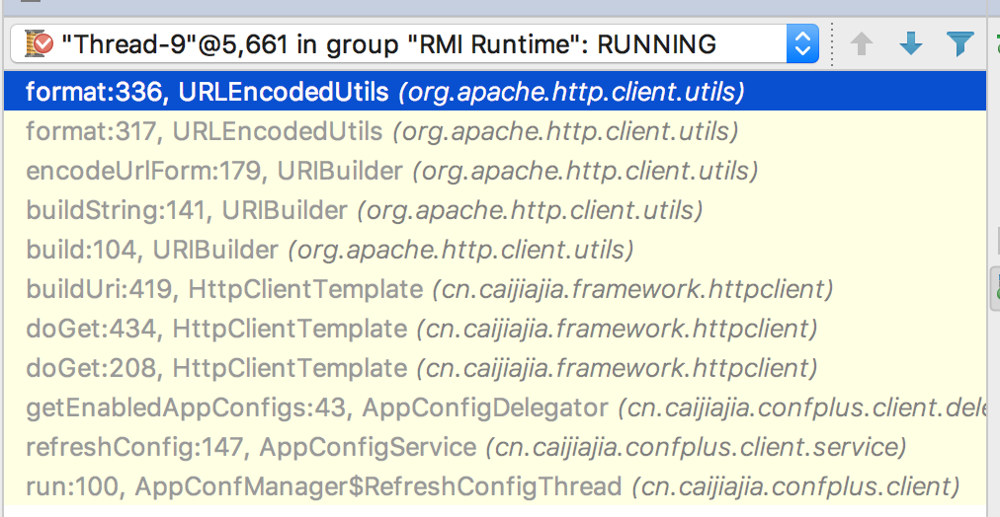 "Thread-9"@5,661 in group "RMI Runtime": RUNNING
format:336, URLEncodedUtils (org.apache.http.client.utils)
format:317, URLEncodedUtils (org.apache.http.client.utils)
encodeUrlForm:179, URIBuilder (org.apache.http.client.utils)
buildString:141, URIBuilder (org.apache.http.client.utils)
build:104, URIBuilder (org.apache.http.client.utils)
buildUri:419, HttpClientTemplate (cn.caijiajia.framework.httpclient)
doGet:434, HttpClientTemplate (cn.caijiajia.framework.httpclient)
doGet:208, HttpClientTemplate (cn.caijiajia.framework.httpclient)
getEnabledAppConfigs:43, AppConfigDelegator (cn.caijiajia.confplus.client.dele
refreshConfig:147, AppConfigService (cn.caijiajia.confplus.client.service)
run:100, AppConfManager$RefreshConfigThread (cn.caijiajia.confplus.client)